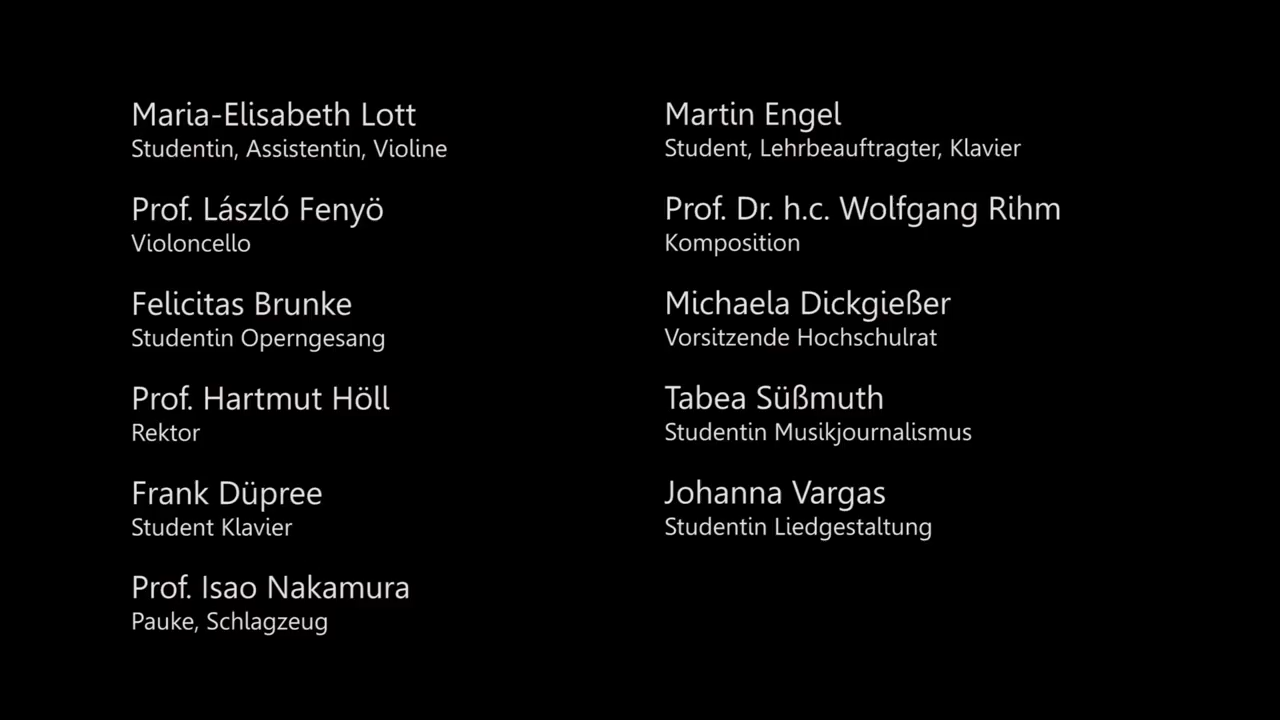 Maria-Elisabeth Lott
Studentin, Assistentin, Violine
Prof. László Fenyö
Violoncello
Felicitas Brunke
Studentin Operngesang
Prof. Hartmut Höll
Rektor
Frank Düpree
Student Klavier
Prof. Isao Nakamura
Pauke, Schlagzeug
Martin Engel
Student, Lehrbeauftragter, Klavier
Prof. Dr. h.c. Wolfgang Rihm
Komposition
Michaela Dickgießer
Vorsitzende Hochschulrat
Tabea Süßmuth
Studentin Musikjournalismus
Johanna Vargas
Studentin Liedgestaltung